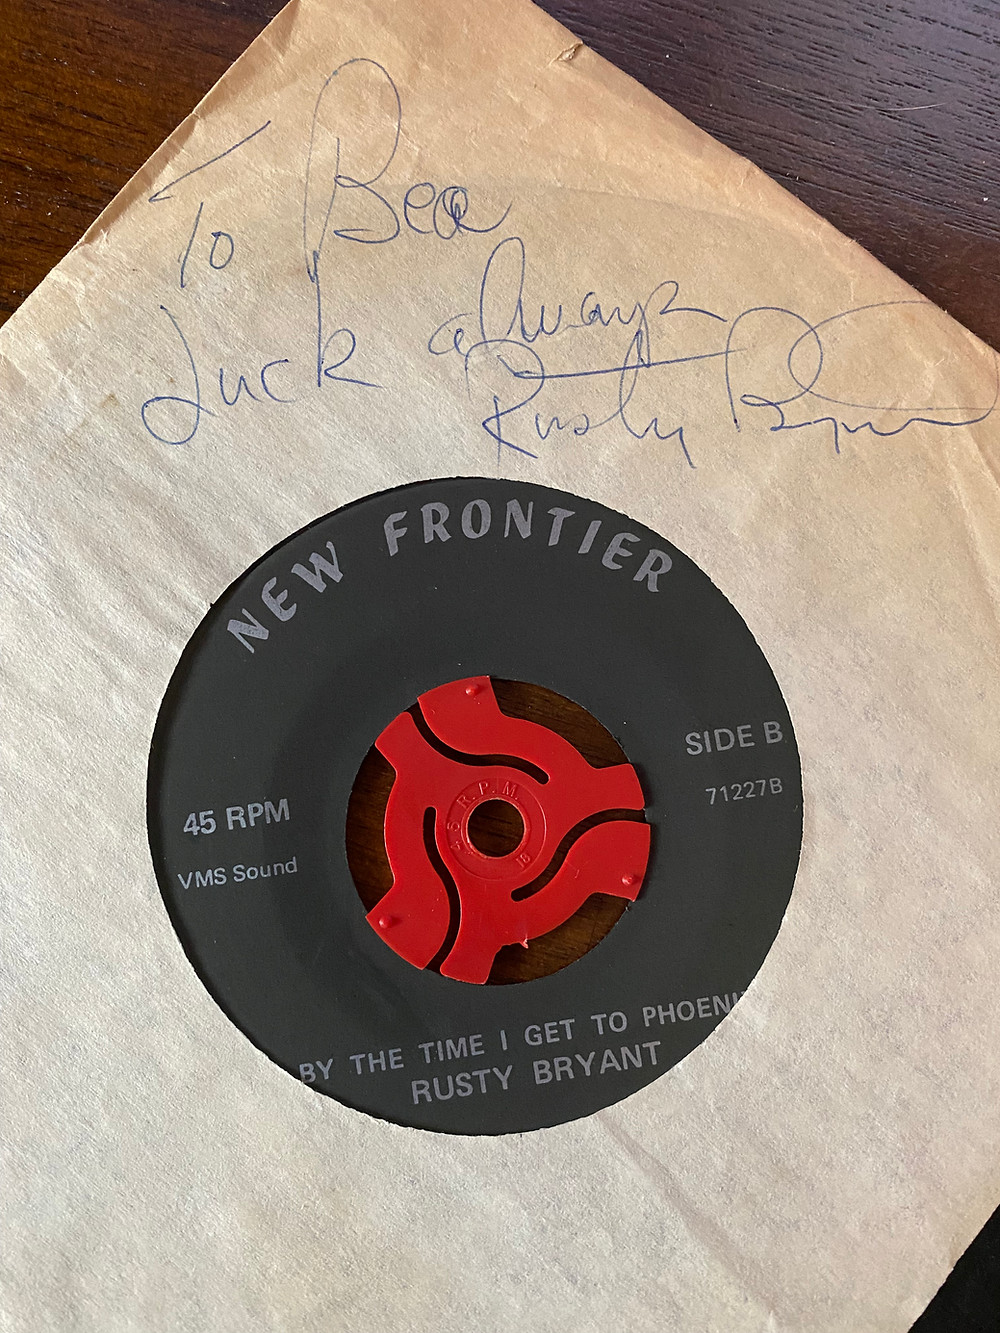 To Bea
Luck always
Rusty Bryant
NEW FRONTIER
SIDE B
71227B
45 RPM
VMS Sound
45 R.P.M.
BY THE TIME I GET TO PHOENI
RUSTY BRYANT